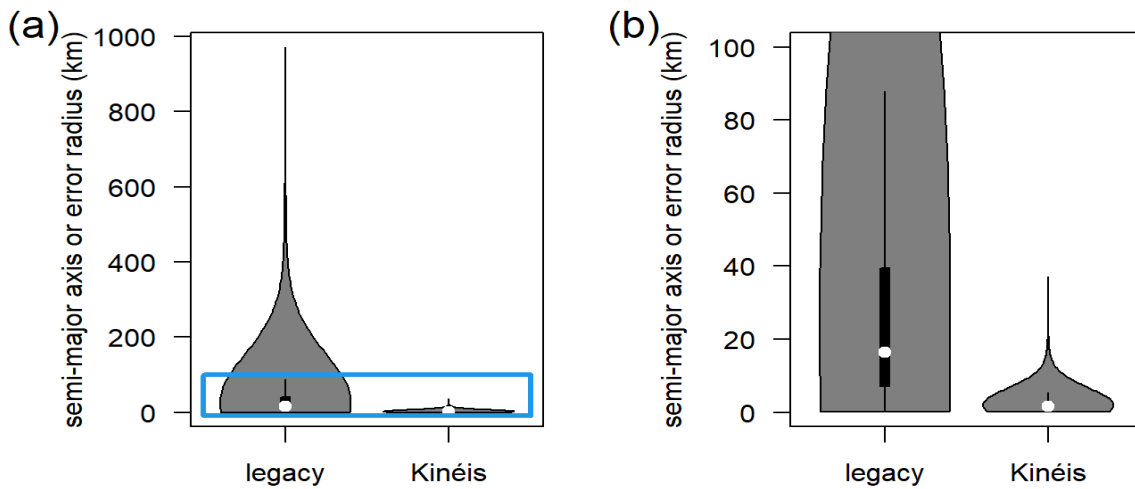 (a)
semi-major axis or error radius (km)
1000
800
600
400
200
0
legacy Kinéis
(b)
semi-major axis or error radius (km)
100
80
60
40
20
0
legacy Kinéis